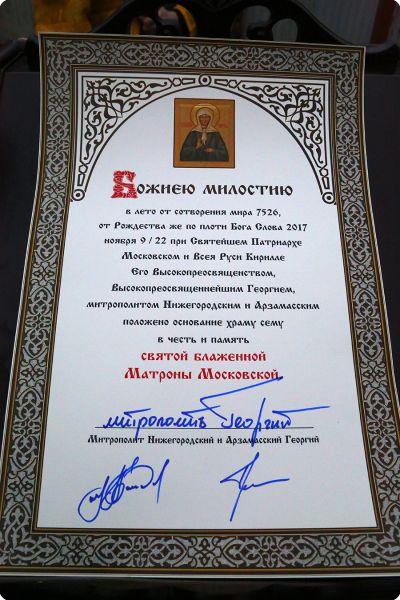 Божиею милостию
в лето от сотворения мира 7526,
от Рождества же по плоти Бога Слова 2017
ноября 9 / 22 при Святейшем Патриархе
Московском и Всея Руси Кирилле
Его Высокопреосвященством,
Высокопреосвященнейшим Георгием,
митрополитом Нижегородским и Арзамасским
положено основание храму сему
в честь и память
святой блаженной
Матроны Московской
митрополитъ Георгий
Митрополит Нижегородский и Арзамасский Георгий